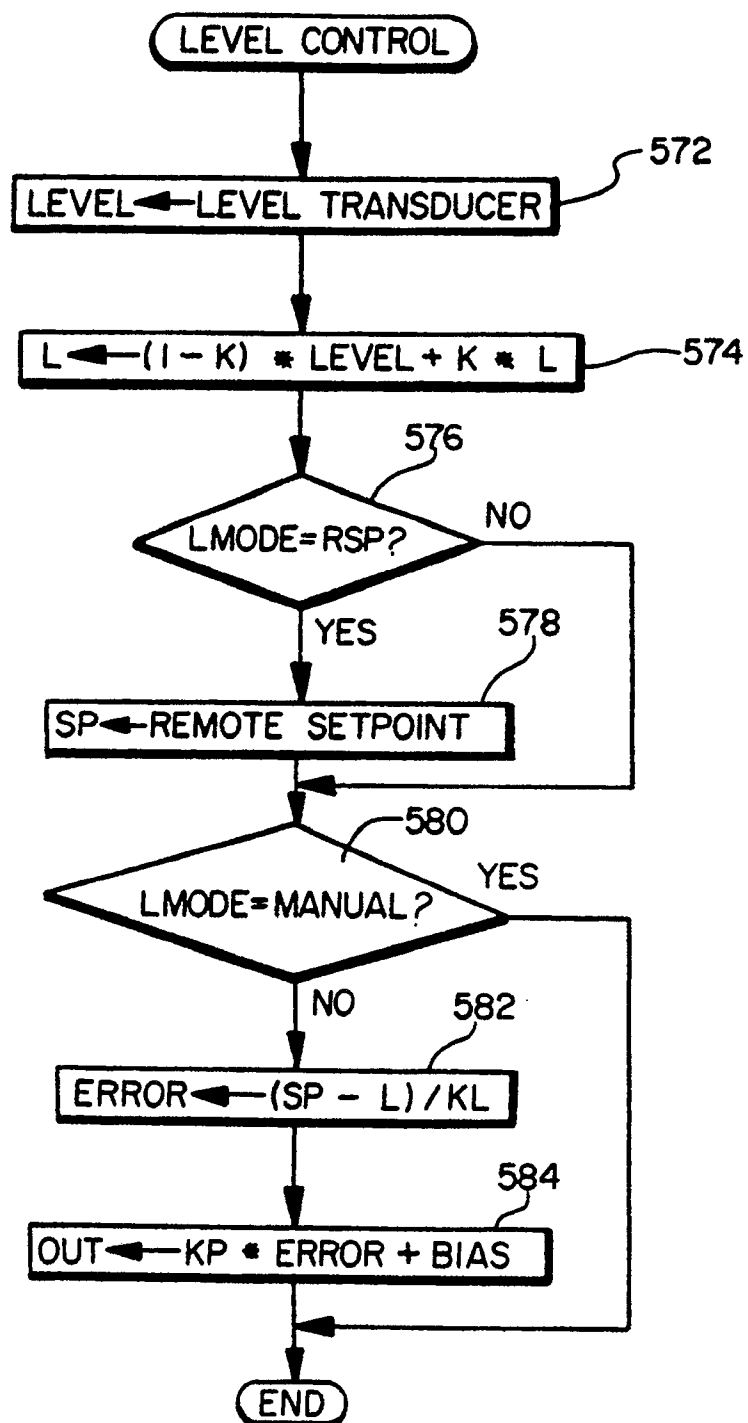 LEVEL CONTROL
572
LEVEL←LEVEL TRANSDUCER
L←(1-K) * LEVEL + K * L
574
576
LMODE=RSP?
NO
YES
578
SP←REMOTE SETPOINT
580
LMODE=MANUAL?
YES
NO
582
ERROR←(SP - L)/KL
584
OUT←KP * ERROR + BIAS
END